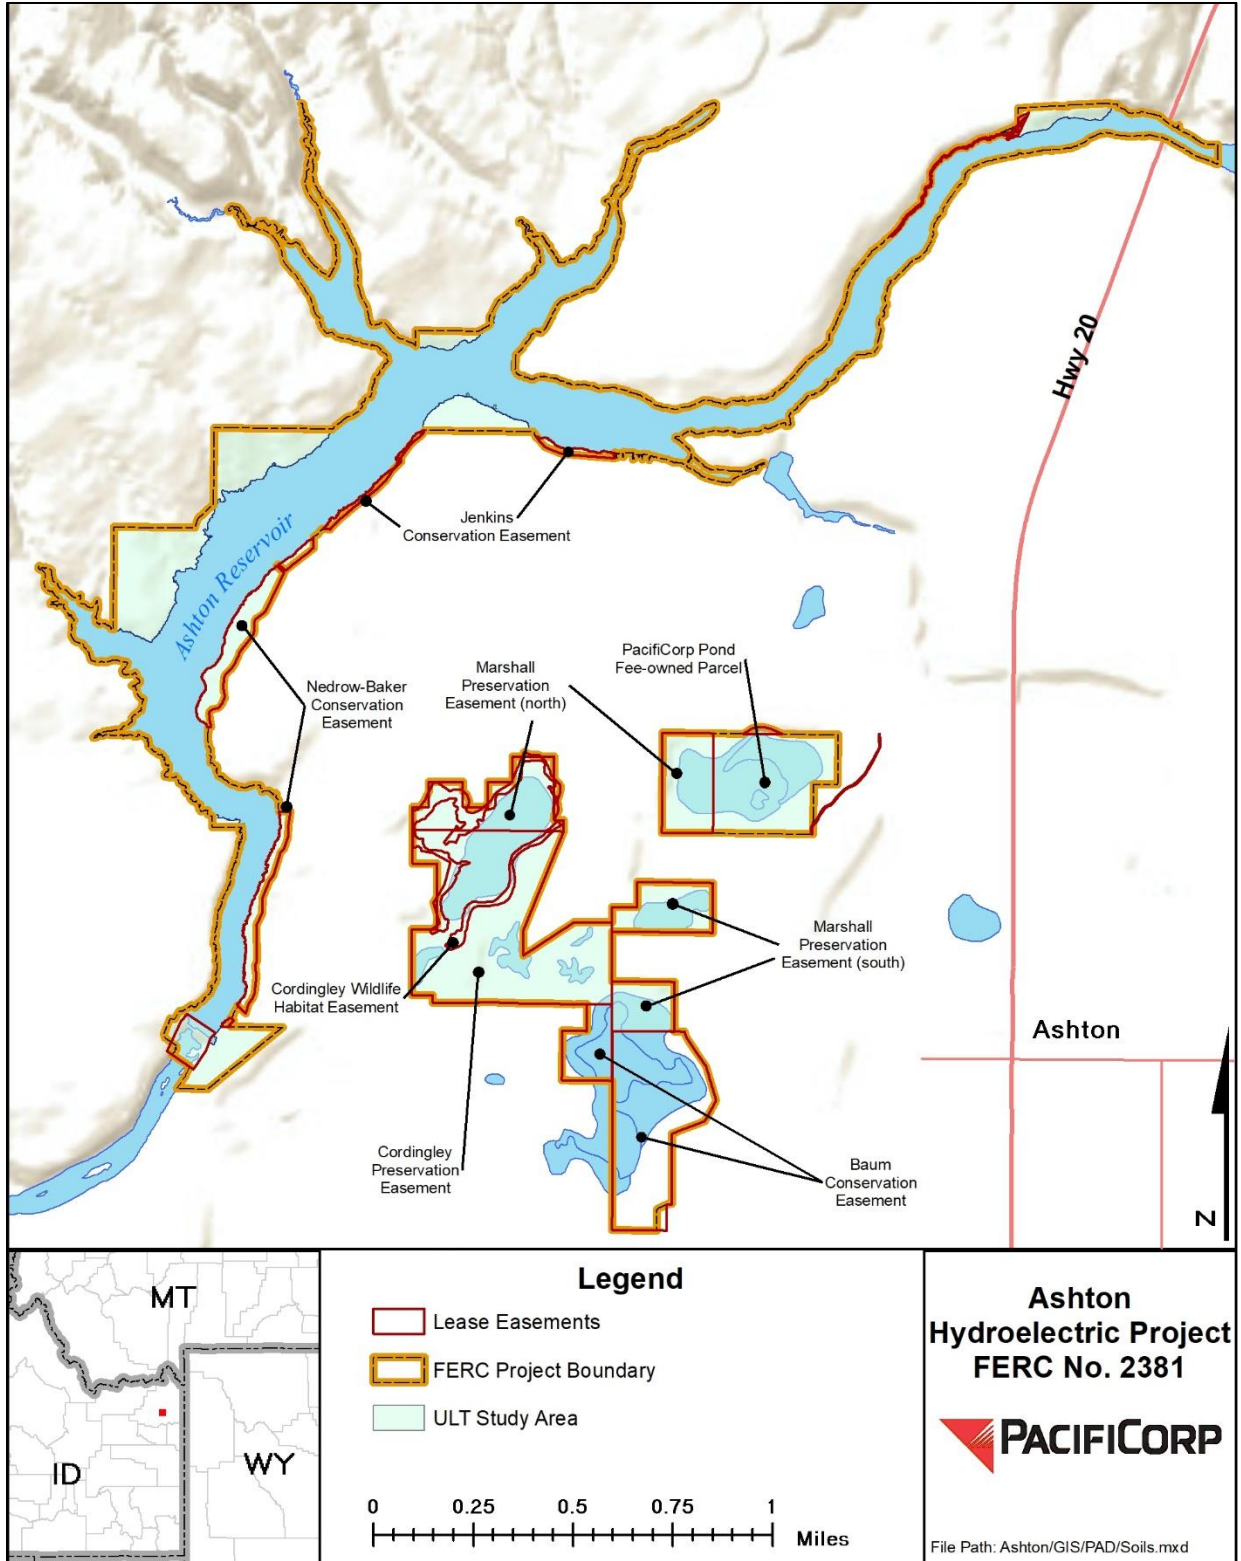 Hwy 20
Ashton Reservoir
Jenkins
Conservation Easement
Nedrow-Baker
Conservation
Easement
Marshall
Preservation
Easement (north)
PacifiCorp Pond
Fee-owned Parcel
Marshall
Preservation
Easement (south)
Cordingley Wildlife
Habitat Easement
Cordingley
Preservation
Easement
Baum
Conservation
Easement
Ashton
N
MT
ID
WY
Legend
Lease Easements
FERC Project Boundary
ULT Study Area
0 0.25 0.5 0.75 1
Miles
Ashton
Hydroelectric Project
FERC No. 2381
PACIFICORP
File Path: Ashton/GIS/PAD/Soils.mxd